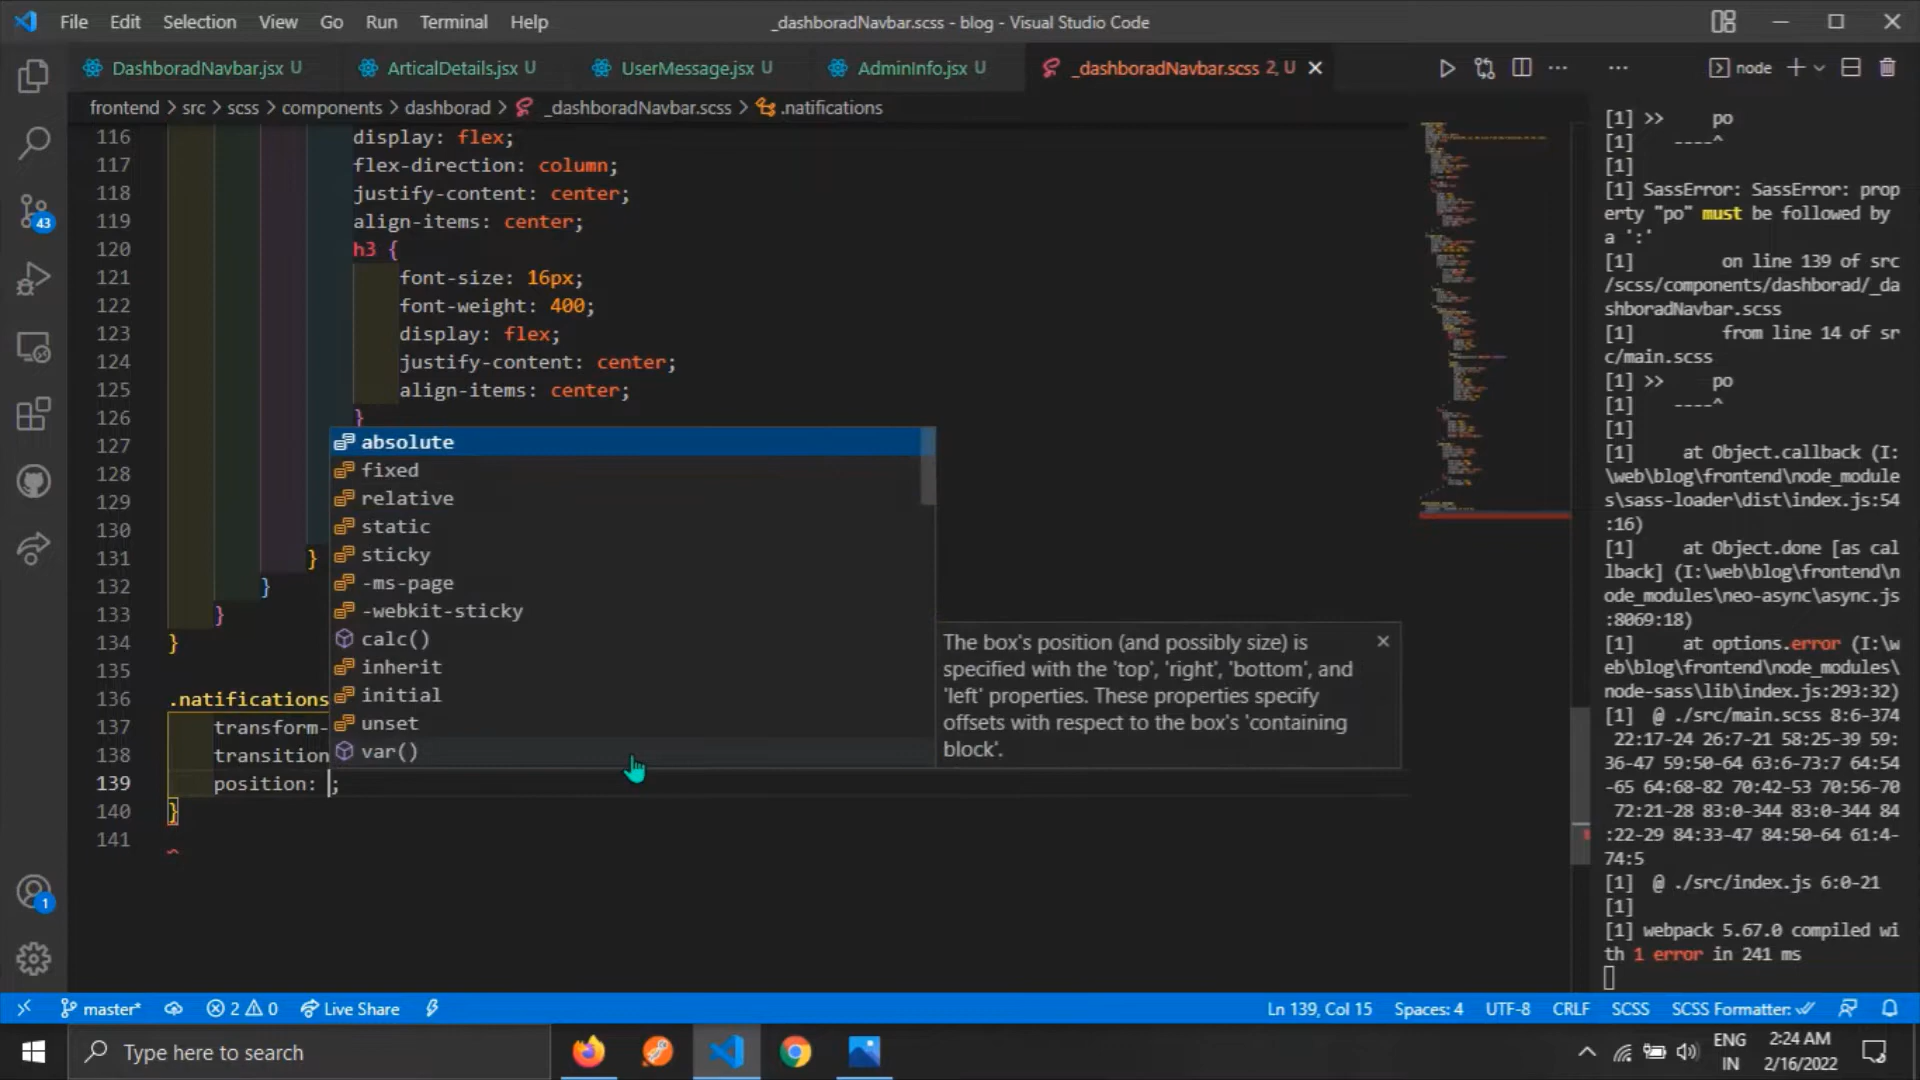 File Edit Selection View Go Run Terminal Help
_dashboradNavbar.scss - blog - Visual Studio Code
DashboradNavbar.jsx U ArticalDetails.jsx U UserMessage.jsx U AdminInfo.jsx U _dashboradNavbar.scss 2, U
node
frontend > src > scss > components > dashborad > _dashboradNavbar.scss > .natifications
116 display: flex;
117 flex-direction: column;
118 justify-content: center;
119 align-items: center;
120 h3 {
121 font-size: 16px;
122 font-weight: 400;
123 display: flex;
124 justify-content: center;
125 align-items: center;
126 }
127
128
129
130
131 }
132 }
133 }
134 }
135
136 .natifications
137 transform-
138 transition
139 position: ;
140 }
141
absolute
fixed
relative
static
sticky
-ms-page
-webkit-sticky
calc()
inherit
initial
unset
var()
The box's position (and possibly size) is
specified with the 'top', 'right', 'bottom', and
'left' properties. These properties specify
offsets with respect to the box's 'containing
block'.
[1] >> po
[1] ----^
[1]
[1] SassError: SassError: prop
erty "po" must be followed by
a ':'
[1] on line 139 of src
/scss/components/dashborad/_da
shboradNavbar.scss
[1] from line 14 of sr
c/main.scss
[1] >> po
[1] ----^
[1]
[1] at Object.callback (I:
\web\blog\frontend\node_module
s\sass-loader\dist\index.js:54
:16)
[1] at Object.done [as cal
lback] (I:\web\blog\frontend\n
ode_modules\neo-async\async.js
:8069:18)
[1] at options.error (I:\w
eb\blog\frontend\node_modules\
node-sass\lib\index.js:293:32)
[1] @ ./src/main.scss 8:6-374
22:17-24 26:7-21 58:25-39 59:
36-47 59:50-64 63:6-73:7 64:54
-65 64:68-82 70:42-53 70:56-70
72:21-28 83:0-344 83:0-344 84
:22-29 84:33-47 84:50-64 61:4-
74:5
[1] @ ./src/index.js 6:0-21
[1]
[1] webpack 5.67.0 compiled wi
th 1 error in 241 ms
43
1
master* 2 0 Live Share
Ln 139, Col 15 Spaces: 4 UTF-8 CRLF SCSS SCSS Formatter:
Type here to search
ENG
IN
2:24 AM
2/16/2022